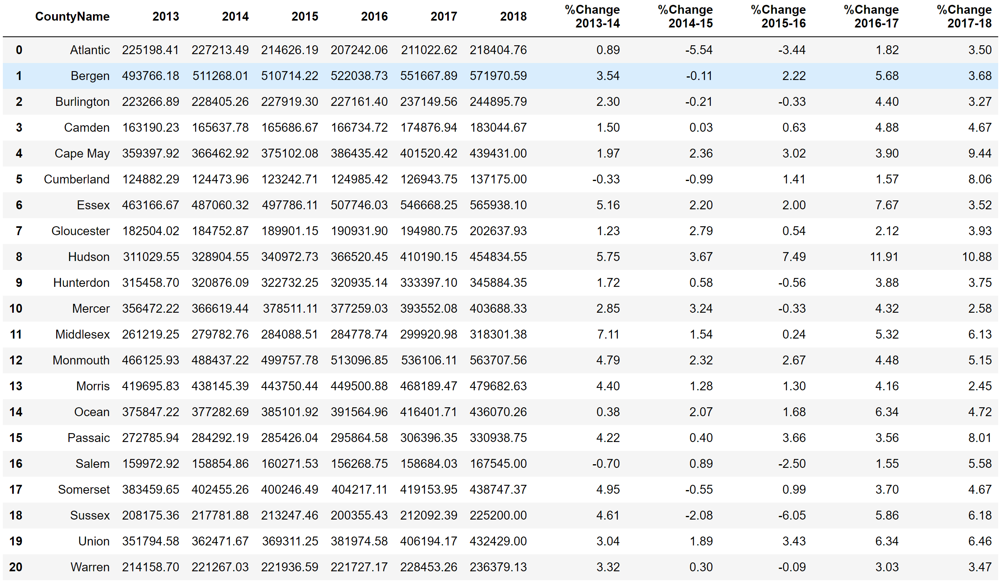 CountyName 2013 2014 2015 2016 2017 2018 %Change 2013-14 %Change 2014-15 %Change 2015-16 %Change 2016-17 %Change 2017-18
0 Atlantic 225198.41 227213.49 214626.19 207242.06 211022.62 218404.76 0.89 -5.54 -3.44 1.82 3.50
1 Bergen 493766.18 511268.01 510714.22 522038.73 551667.89 571970.59 3.54 -0.11 2.22 5.68 3.68
2 Burlington 223266.89 228405.26 227919.30 227161.40 237149.56 244895.79 2.30 -0.21 -0.33 4.40 3.27
3 Camden 163190.23 165637.78 165686.67 166734.72 174876.94 183044.67 1.50 0.03 0.63 4.88 4.67
4 Cape May 359397.92 366462.92 375102.08 386435.42 401520.42 439431.00 1.97 2.36 3.02 3.90 9.44
5 Cumberland 124882.29 124473.96 123242.71 124985.42 126943.75 137175.00 -0.33 -0.99 1.41 1.57 8.06
6 Essex 463166.67 487060.32 497786.11 507746.03 546668.25 565938.10 5.16 2.20 2.00 7.67 3.52
7 Gloucester 182504.02 184752.87 189901.15 190931.90 194980.75 202637.93 1.23 2.79 0.54 2.12 3.93
8 Hudson 311029.55 328904.55 340972.73 366520.45 410190.15 454834.55 5.75 3.67 7.49 11.91 10.88
9 Hunterdon 315458.70 320876.09 322732.25 320935.14 333397.10 345884.35 1.72 0.58 -0.56 3.88 3.75
10 Mercer 356472.22 366619.44 378511.11 377259.03 393552.08 403688.33 2.85 3.24 -0.33 4.32 2.58
11 Middlesex 261219.25 279782.76 284088.51 284778.74 299920.98 318301.38 7.11 1.54 0.24 5.32 6.13
12 Monmouth 466125.93 488437.22 499757.78 513096.85 536106.11 563707.56 4.79 2.32 2.67 4.48 5.15
13 Morris 419695.83 438145.39 443750.44 449500.88 468189.47 479682.63 4.40 1.28 1.30 4.16 2.45
14 Ocean 375847.22 377282.69 385101.92 391564.96 416401.71 436070.26 0.38 2.07 1.68 6.34 4.72
15 Passaic 272785.94 284292.19 285426.04 295864.58 306396.35 330938.75 4.22 0.40 3.66 3.56 8.01
16 Salem 159972.92 158854.86 160271.53 156268.75 158684.03 167545.00 -0.70 0.89 -2.50 1.55 5.58
17 Somerset 383459.65 402455.26 400246.49 404217.11 419153.95 438747.37 4.95 -0.55 0.99 3.70 4.67
18 Sussex 208175.36 217781.88 213247.46 200355.43 212092.39 225200.00 4.61 -2.08 -6.05 5.86 6.18
19 Union 351794.58 362471.67 369311.25 381974.58 406194.17 432429.00 3.04 1.89 3.43 6.34 6.46
20 Warren 214158.70 221267.03 221936.59 221727.17 228453.26 236379.13 3.32 0.30 -0.09 3.03 3.47